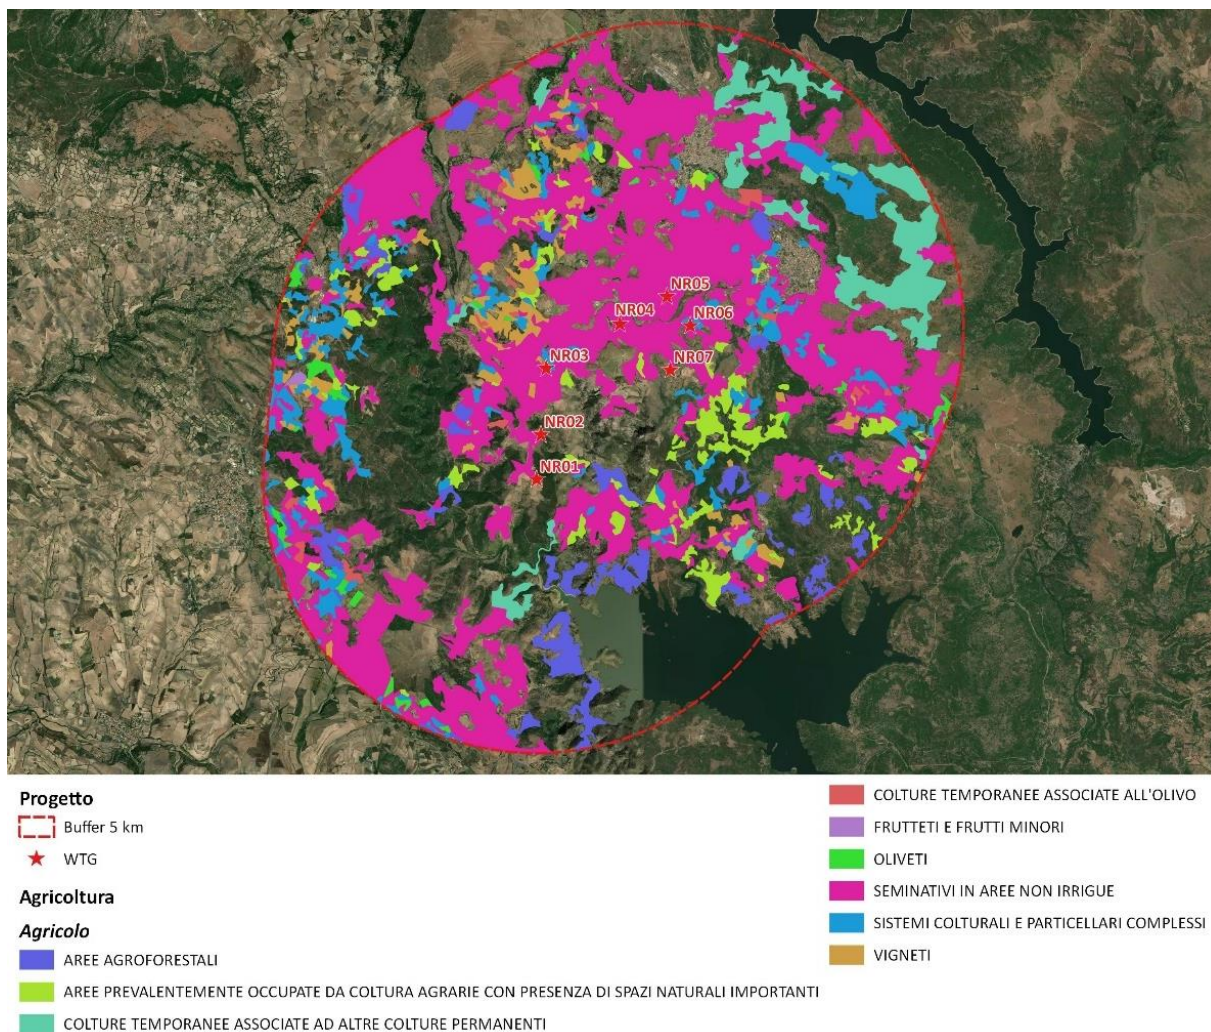 NR05
NR04
NR06
NR03
NR07
NR02
NR01
Progetto
Buffer 5 km
WTG
Agricoltura
Agricolo
AREE AGROFORESTALI
AREE PREVALENTEMENTE OCCUPATE DA COLTURA AGRARIE CON PRESENZA DI SPAZI NATURALI IMPORTANTI
COLTURE TEMPORANEE ASSOCIATE AD ALTRE COLTURE PERMANENTI
COLTURE TEMPORANEE ASSOCIATE ALL'OLIVO
FRUTTETI E FRUTTI MINORI
OLIVETI
SEMINATIVI IN AREE NON IRRIGUE
SISTEMI COLTURALI E PARTICELLARI COMPLESSI
VIGNETI